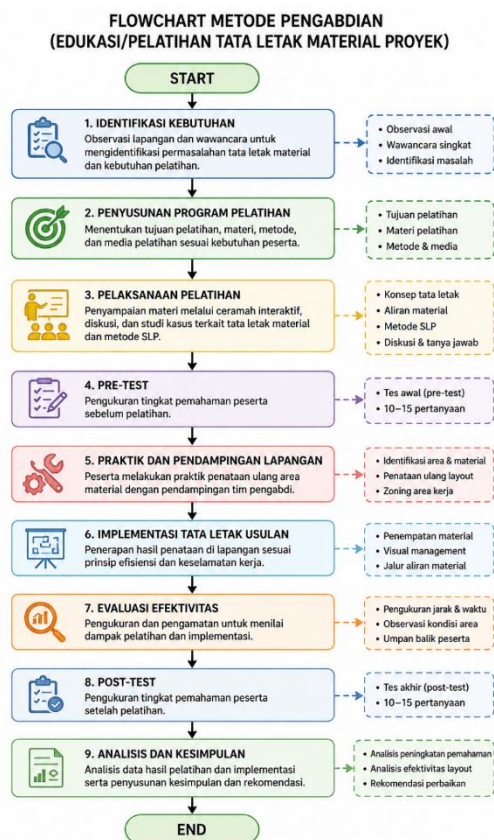 FLOWCHART METODE PENGABDIAN
(EDUKASI/PELATIHAN TATA LETAK MATERIAL PROYEK)
START
1. IDENTIFIKASI KEBUTUHAN
Observasi lapangan dan wawancara untuk
mengidentifikasi permasalahan tata letak material
dan kebutuhan pelatihan.
• Observasi awal
• Wawancara singkat
• Identifikasi masalah
2. PENYUSUNAN PROGRAM PELATIHAN
Menentukan tujuan pelatihan, materi, metode,
dan media pelatihan sesuai kebutuhan peserta.
• Tujuan pelatihan
• Materi pelatihan
• Metode & media
3. PELAKSANAAN PELATIHAN
Penyampaian materi melalui ceramah interaktif,
diskusi, dan studi kasus terkait tata letak material
dan metode SLP.
• Konsep tata letak
• Aliran material
• Metode SLP
• Diskusi & tanya jawab
4. PRE-TEST
Pengukuran tingkat pemahaman peserta
sebelum pelatihan.
• Tes awal (pre-test)
• 10–15 pertanyaan
5. PRAKTIK DAN PENDAMPINGAN LAPANGAN
Peserta melakukan praktik penataan ulang area
material dengan pendampingan tim pengabdi.
• Identifikasi area & material
• Penataan ulang layout
• Zoning area kerja
6. IMPLEMENTASI TATA LETAK USULAN
Penerapan hasil penataan di lapangan sesuai
prinsip efisiensi dan keselamatan kerja.
• Penempatan material
• Visual management
• Jalur aliran material
7. EVALUASI EFEKTIVITAS
Pengukuran dan pengamatan untuk menilai
dampak pelatihan dan implementasi.
• Pengukuran jarak & waktu
• Observasi kondisi area
• Umpan balik peserta
8. POST-TEST
Pengukuran tingkat pemahaman peserta
setelah pelatihan.
• Tes akhir (post-test)
• 10–15 pertanyaan
9. ANALISIS DAN KESIMPULAN
Analisis data hasil pelatihan dan implementasi
serta penyusunan kesimpulan dan rekomendasi.
• Analisis peningkatan pemahaman
• Analisis efektivitas layout
• Rekomendasi perbaikan
END